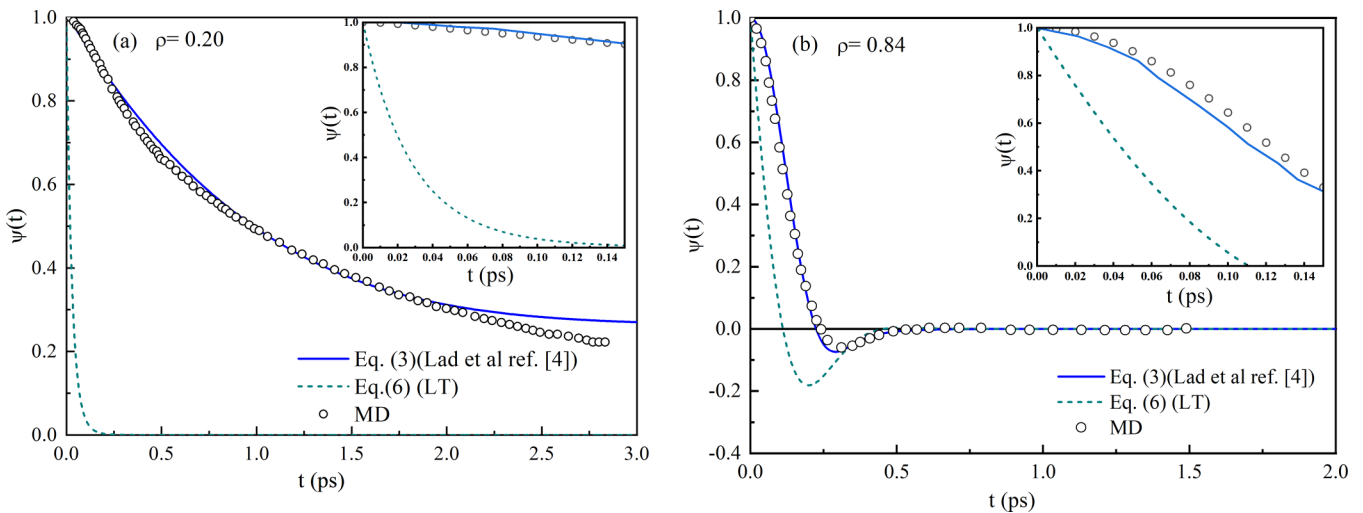 (a) ρ= 0.20
ψ(t)
1.0
0.8
0.6
0.4
0.2
0.0
0.0 0.5 1.0 1.5 2.0 2.5 3.0
t (ps)
ψ(t)
1.0
0.8
0.6
0.4
0.2
0.0
0.00 0.02 0.04 0.06 0.08 0.10 0.12 0.14
t (ps)
Eq. (3)(Lad et al ref. [4])
Eq.(6) (LT)
MD
(b) ρ= 0.84
ψ(t)
1.0
0.8
0.6
0.4
0.2
0.0
-0.2
-0.4
0.0 0.5 1.0 1.5 2.0
t (ps)
ψ(t)
1.0
0.8
0.6
0.4
0.2
0.0
0.00 0.02 0.04 0.06 0.08 0.10 0.12 0.14
t (ps)
Eq. (3)(Lad et al ref. [4])
Eq. (6) (LT)
MD